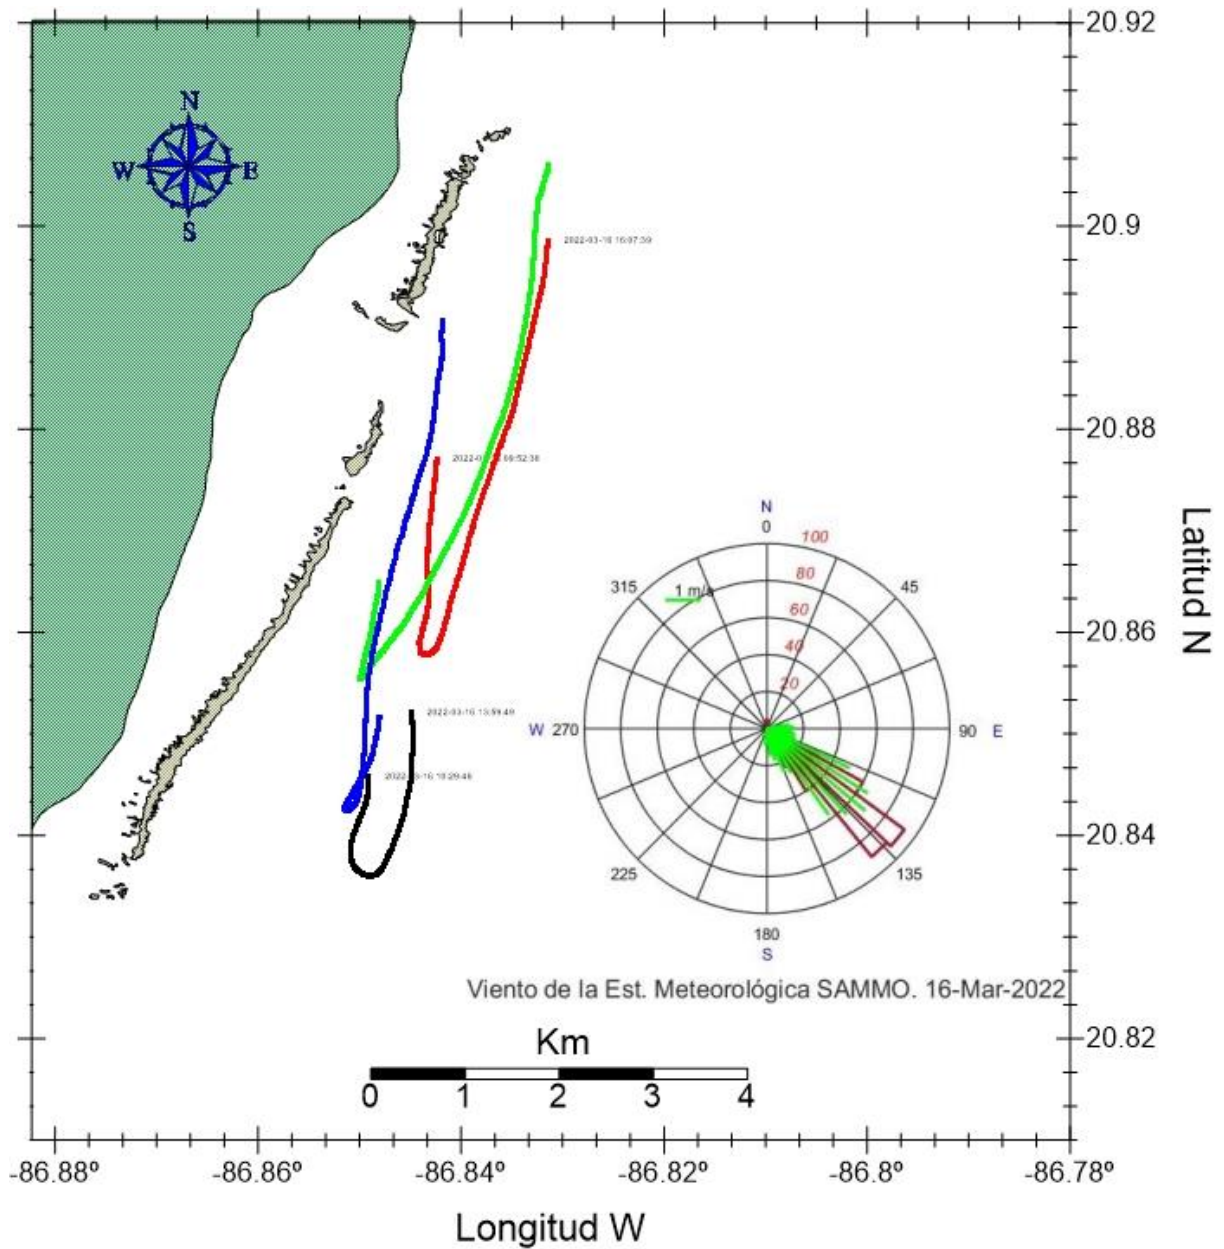 20.92
N
W E
S
20.9
2022-03-16 16:07:39
20.88
20.86
Latitud N
N
0
100
80
60
40
20
315
45
1 m/s
W 270
90 E
225
135
180
S
2022-03-16 13:59:49
2022-03-16 10:29:48
20.84
Viento de la Est. Meteorológica SAMMO. 16-Mar-2022
20.82
Km
0 1 2 3 4
-86.88º -86.86º -86.84º -86.82º -86.8º -86.78º
Longitud W